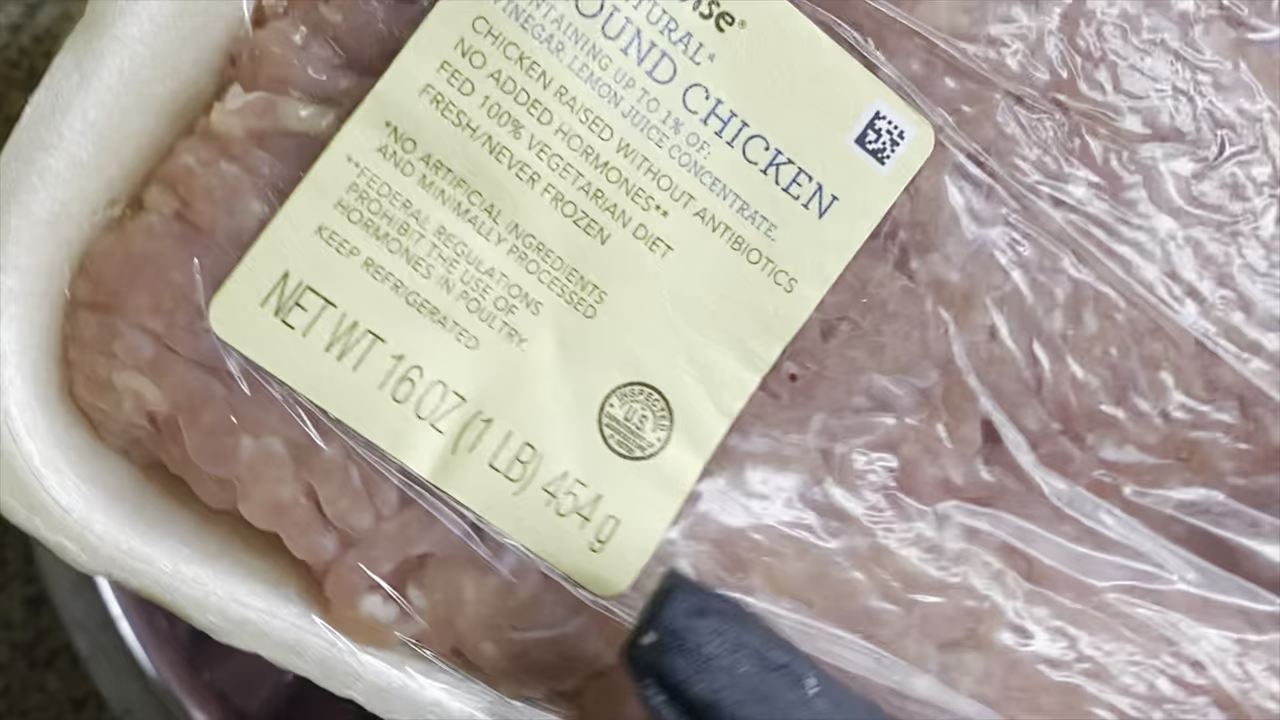 NATURAL*
OUND CHICKEN
CONTAINING UP TO 1% OF:
VINEGAR, LEMON JUICE CONCENTRATE.
CHICKEN RAISED WITHOUT ANTIBIOTICS
NO ADDED HORMONES**
FED 100% VEGETARIAN DIET
FRESH/NEVER FROZEN
*NO ARTIFICIAL INGREDIENTS
AND MINIMALLY PROCESSED
**FEDERAL REGULATIONS
PROHIBIT THE USE OF
HORMONES IN POULTRY.
KEEP REFRIGERATED
NET WT 16 OZ (1 LB) 454 g
INSPECTED
U.S.